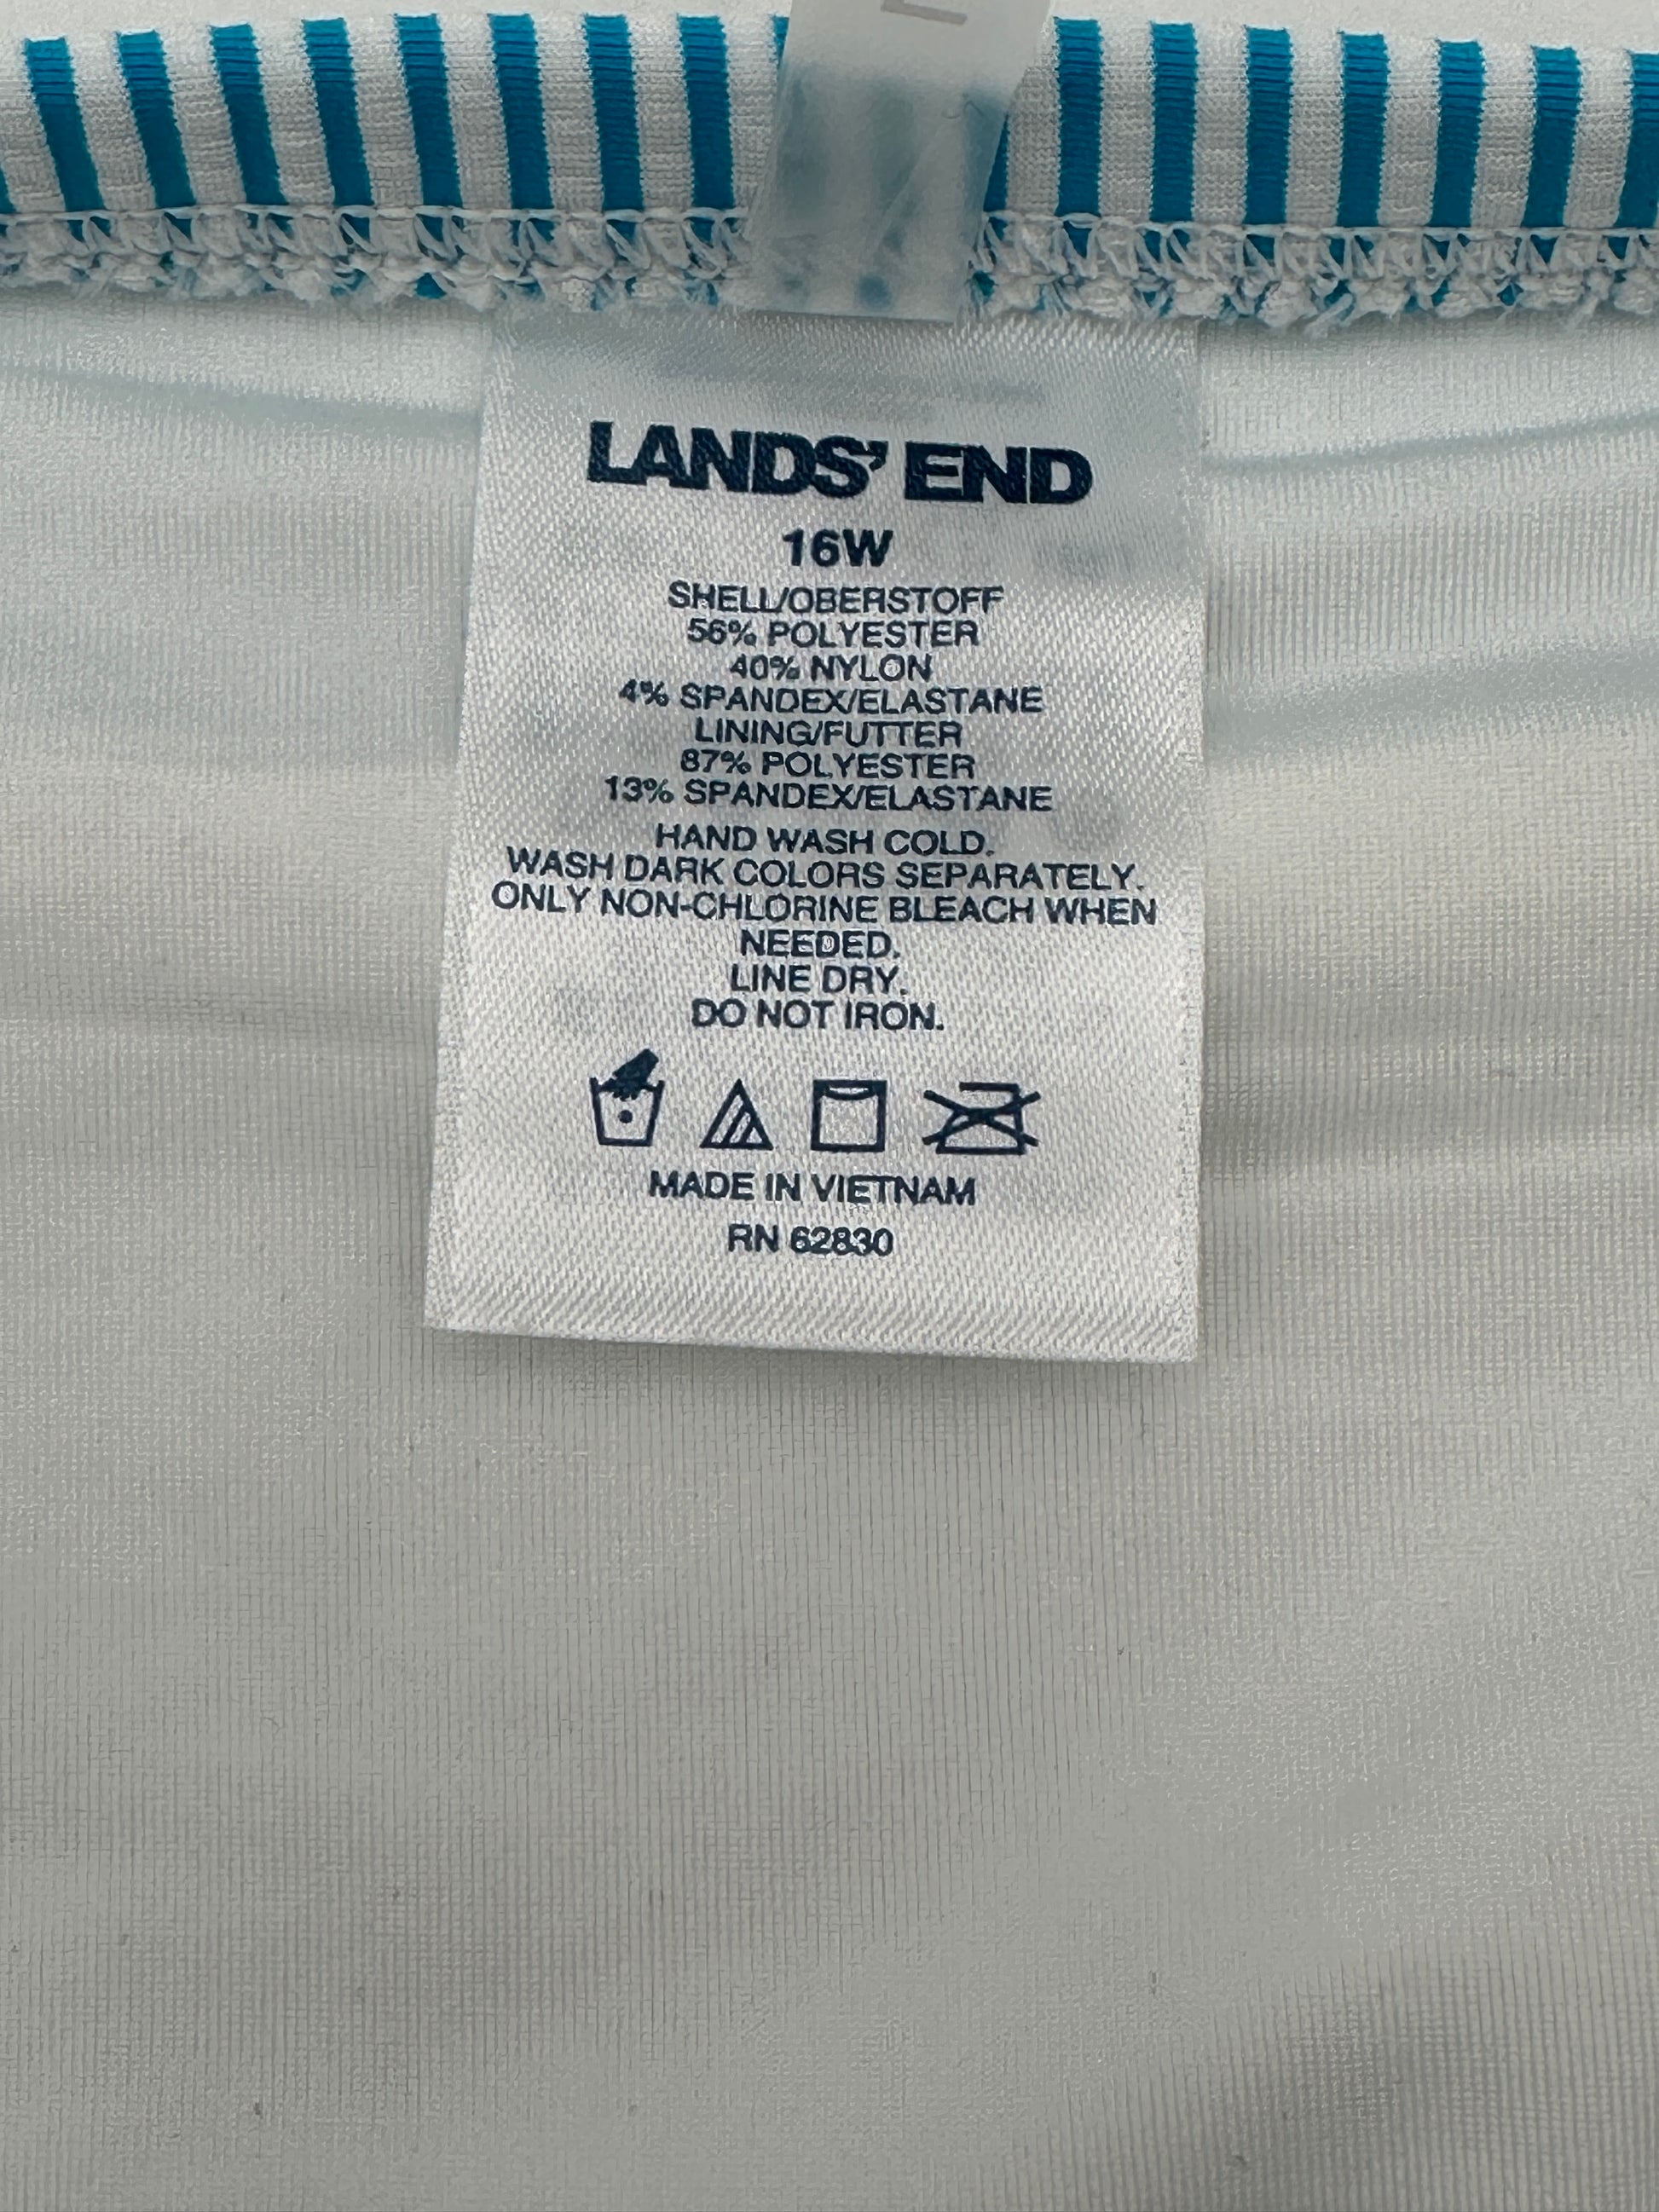 LANDS' END
16W
SHELL/OBERSTOFF
56% POLYESTER
40% NYLON
4% SPANDEX/ELASTANE
LINING/FUTTER
87% POLYESTER
13% SPANDEX/ELASTANE
HAND WASH COLD.
WASH DARK COLORS SEPARATELY.
ONLY NON-CHLORINE BLEACH WHEN
NEEDED.
LINE DRY.
DO NOT IRON.
MADE IN VIETNAM
RN 62830